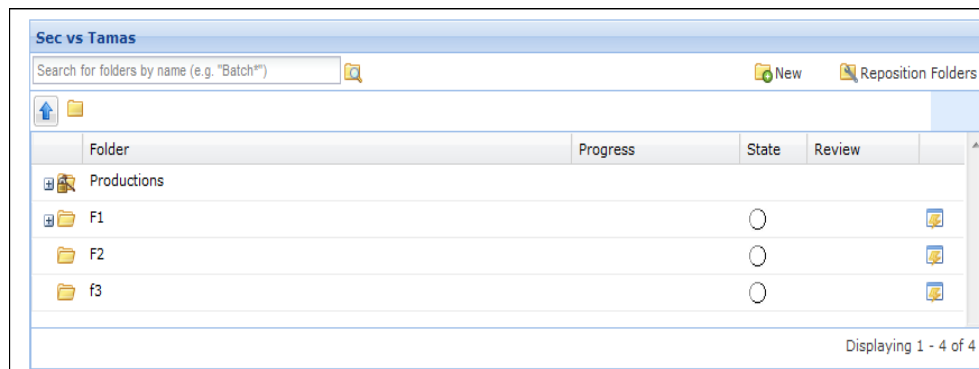 Sec vs Tamas
Search for folders by name (e.g. "Batch*") New Reposition Folders
Folder Progress State Review
Productions
F1
F2
f3
Displaying 1 - 4 of 4